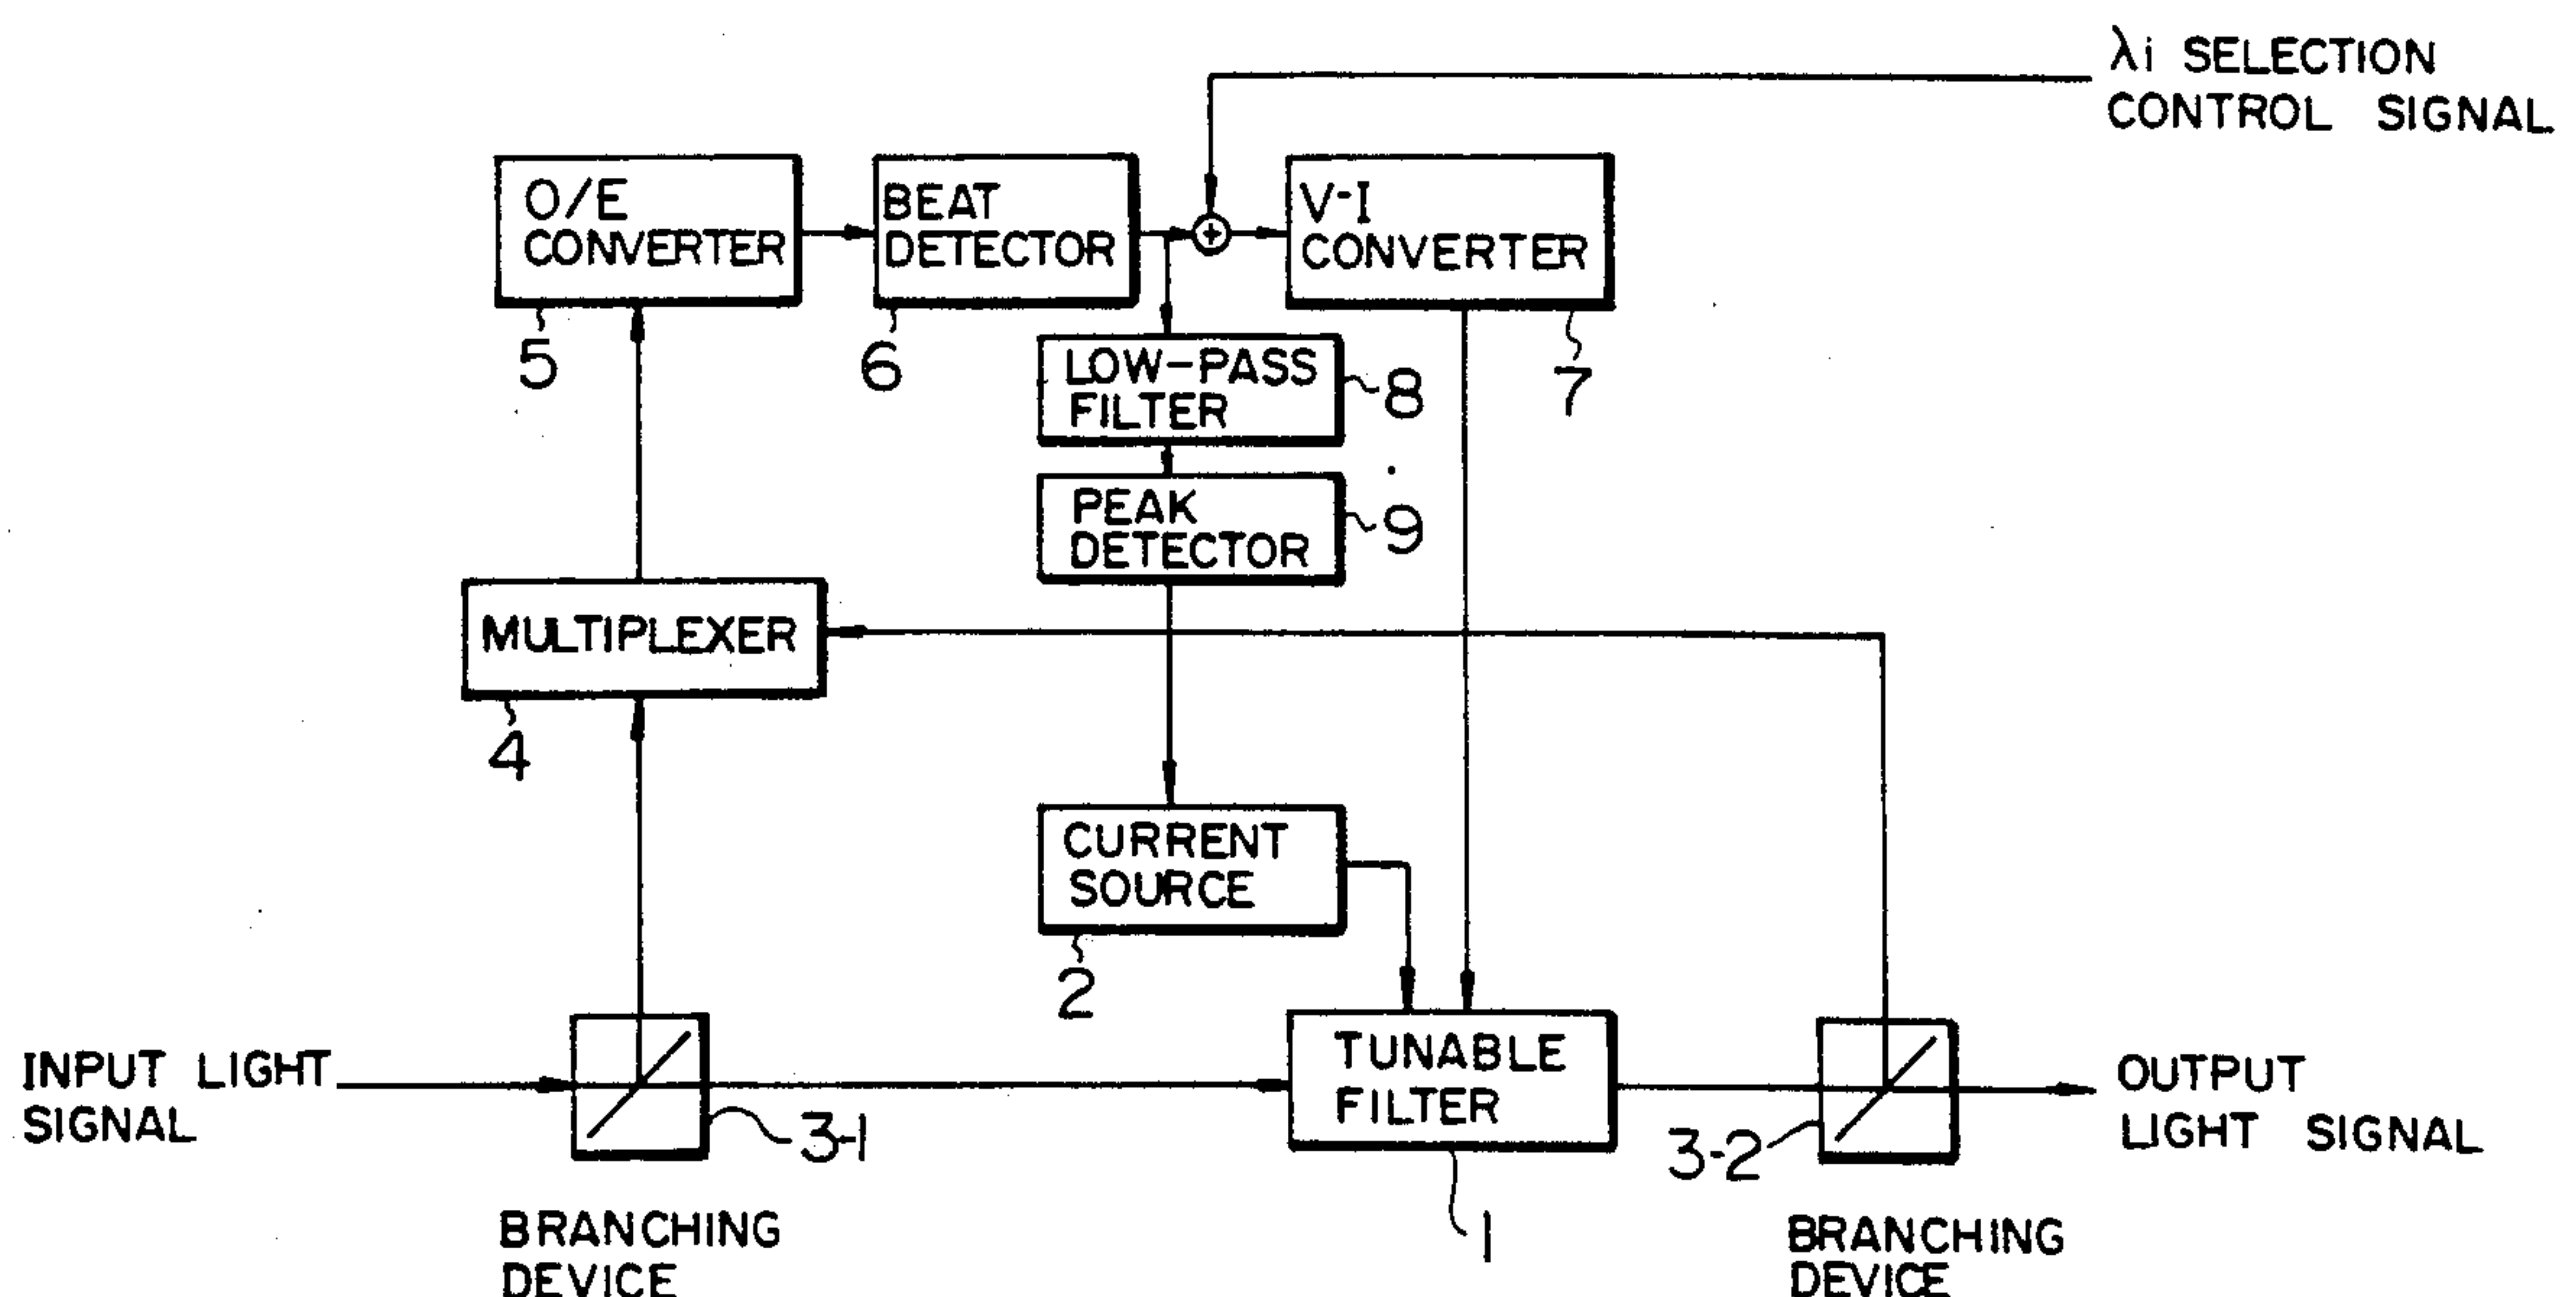 λi SELECTION
CONTROL SIGNAL
O/E
CONVERTER
BEAT
DETECTOR
+
V-I
CONVERTER
5
6
7
LOW-PASS
FILTER
8
PEAK
DETECTOR
9
MULTIPLEXER
4
CURRENT
SOURCE
2
INPUT LIGHT
SIGNAL
3-1
TUNABLE
FILTER
1
3-2
OUTPUT
LIGHT SIGNAL
BRANCHING
DEVICE
BRANCHING
DEVICE